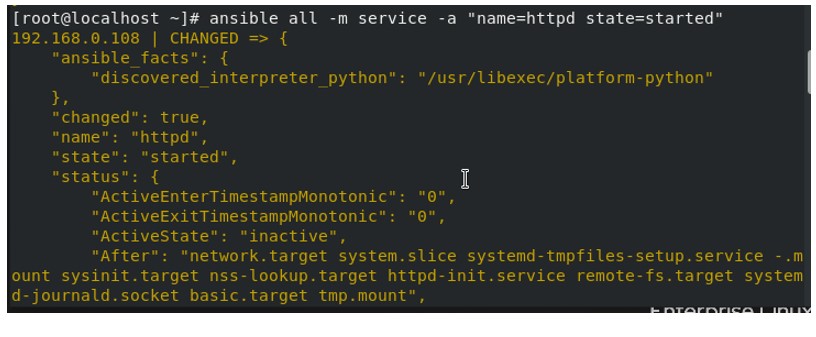 [root@localhost ~]# ansible all -m service -a "name=httpd state=started"
192.168.0.108 | CHANGED => {
    "ansible_facts": {
        "discovered_interpreter_python": "/usr/libexec/platform-python"
    },
    "changed": true,
    "name": "httpd",
    "state": "started",
    "status": {
        "ActiveEnterTimestampMonotonic": "0",
        "ActiveExitTimestampMonotonic": "0",
        "ActiveState": "inactive",
        "After": "network.target system.slice systemd-tmpfiles-setup.service -.m
ount sysinit.target nss-lookup.target httpd-init.service remote-fs.target system
d-journald.socket basic.target tmp.mount",
Enterprise Linux